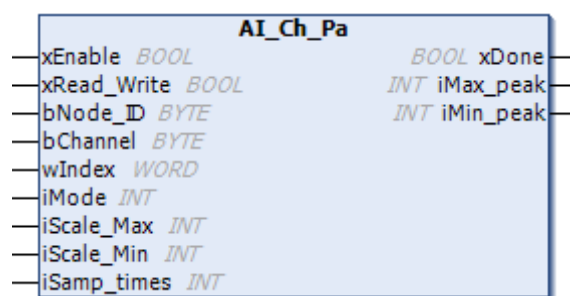 AI_Ch_Pa
xEnable BOOL BOOL xDone
xRead_Write BOOL INT iMax_peak
bNode_ID BYTE INT iMin_peak
bChannel BYTE
wIndex WORD
iMode INT
iScale_Max INT
iScale_Min INT
iSamp_times INT